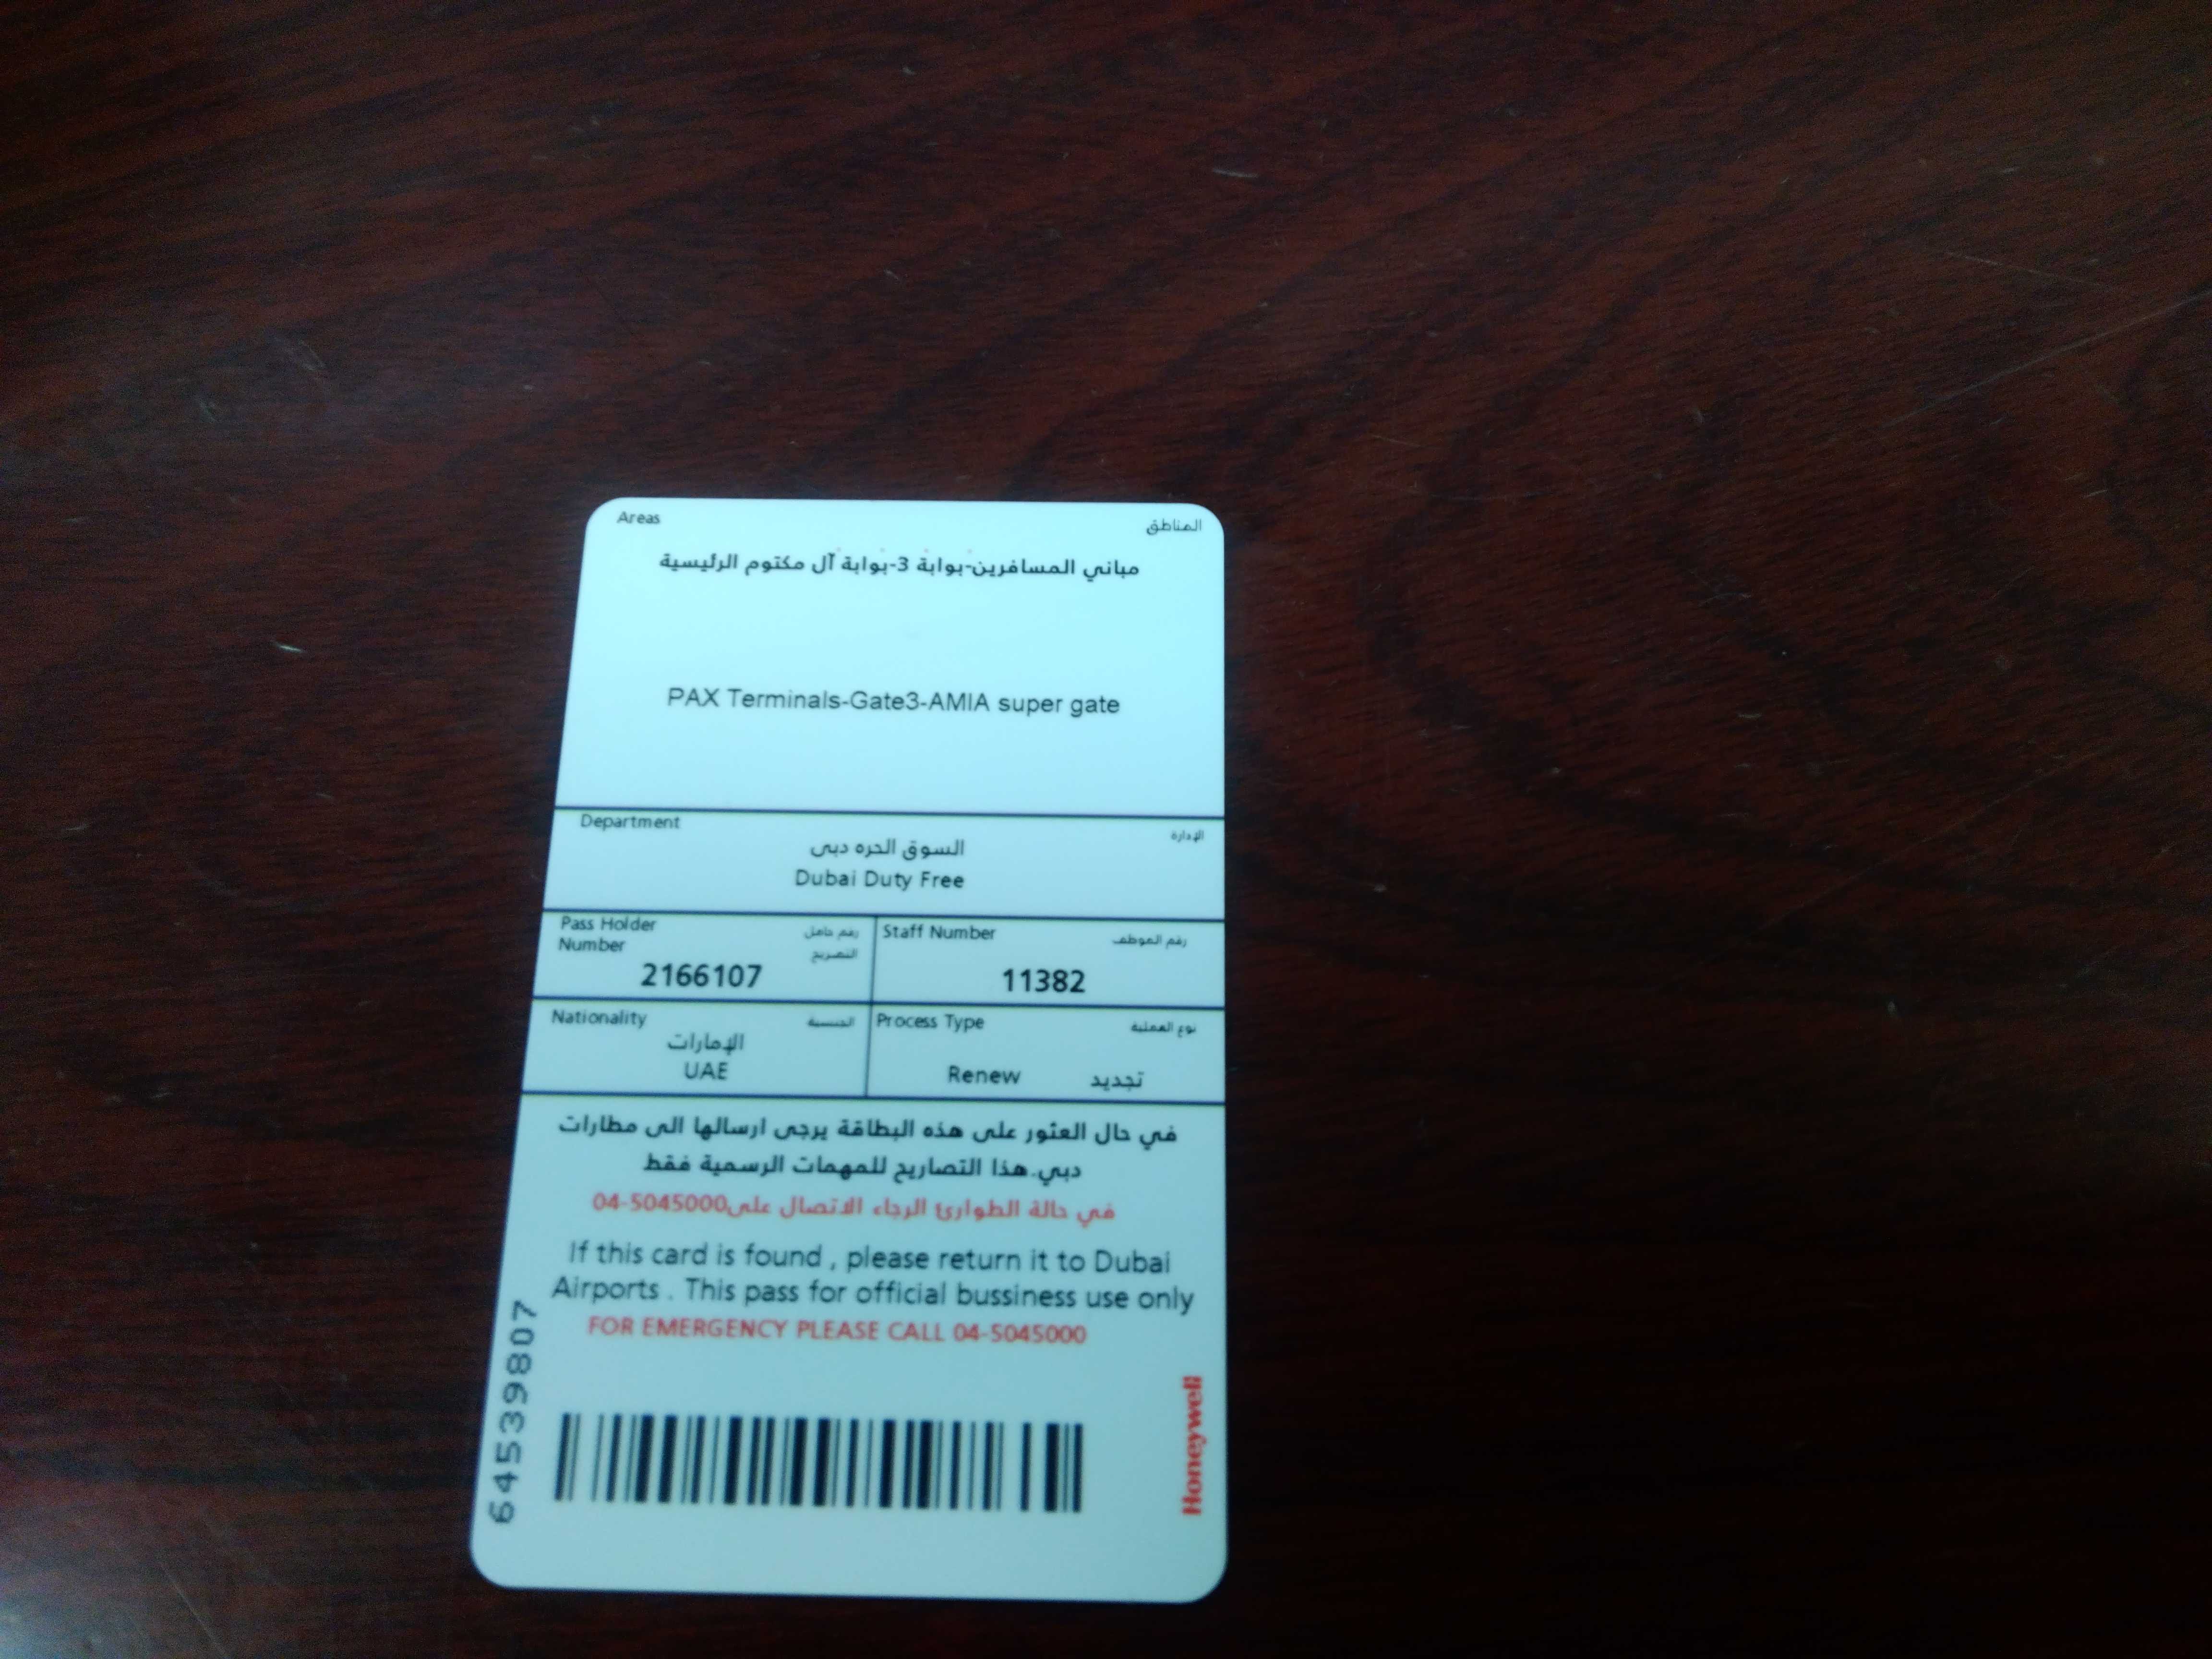 Areas المناطق
مباني المسافرين-بوابة 3-بوابة آل مكتوم الرئيسية
PAX Terminals-Gate3-AMIA super gate
Department الإدارة
السوق الحره دبى
Dubai Duty Free
Pass Holder Number رقم حامل التصريح
2166107
Staff Number رقم الموظف
11382
Nationality الجنسية
الإمارات
UAE
Process Type نوع العملية
Renew تجديد
في حال العثور على هذه البطاقة يرجى ارسالها الى مطارات
دبي.هذا التصاريح للمهمات الرسمية فقط
في حالة الطوارئ الرجاء الاتصال على04-5045000
If this card is found , please return it to Dubai
Airports . This pass for official bussiness use only
FOR EMERGENCY PLEASE CALL 04-5045000
64539807
Honeywell